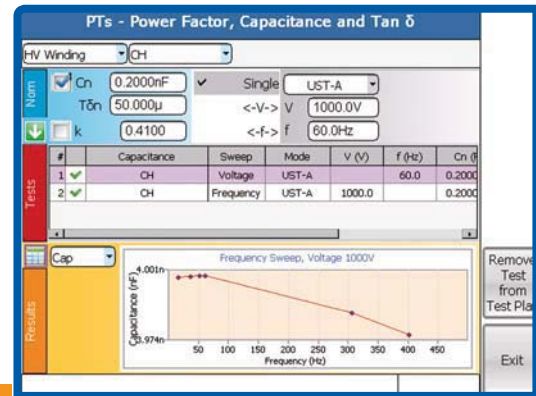 PTs - Power Factor, Capacitance and Tan δ
HV Winding CH
Nom
Cn 0.2000nF ✔ Single UST-A
Tδn 50.000µ <-V-> V 1000.0V
k 0.4100 <-f-> f 60.0Hz
Tests
# Capacitance Sweep Mode V (V) f (Hz) Cn (F
1 ✔ CH Voltage UST-A 60.0 0.2000
2 ✔ CH Frequency UST-A 1000.0 0.2000
Results
Cap
Frequency Sweep, Voltage 1000V
4.001n
Capacitance (nF)
3.974n
50 100 150 200 250 300 350 400 450
Frequency (Hz)
Remove
Test
from
Test Pla
Exit